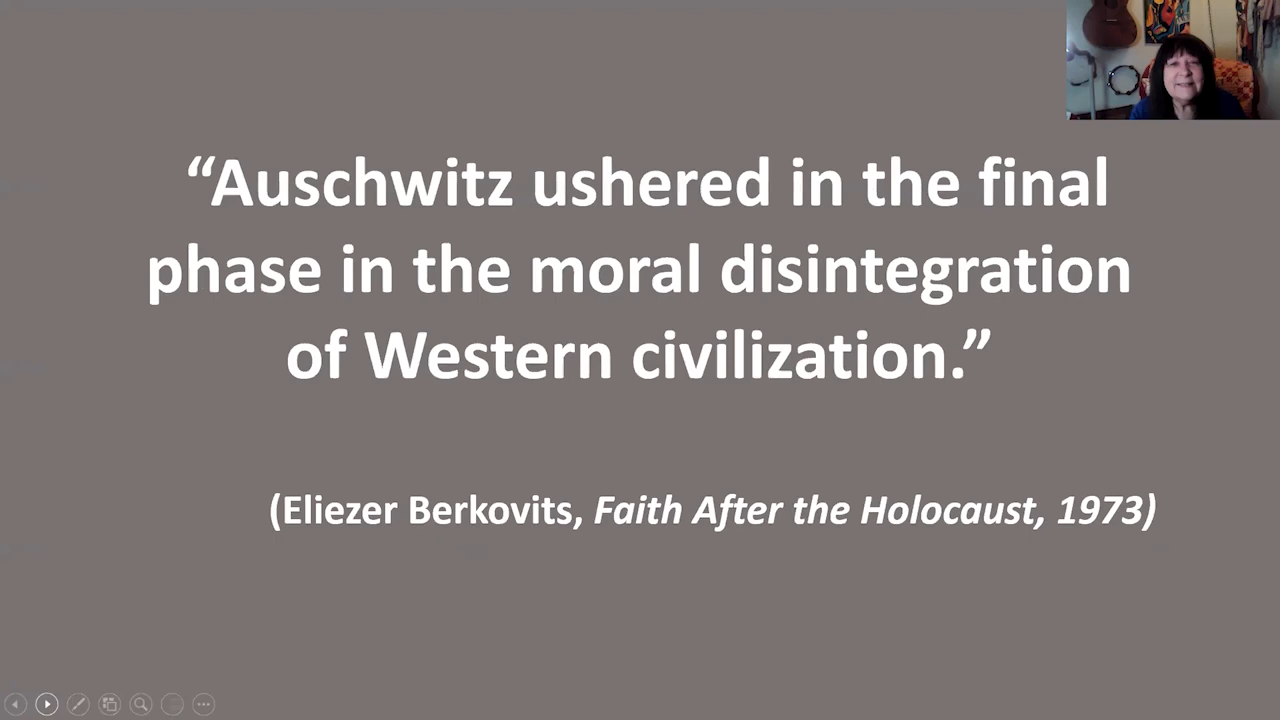 “Auschwitz ushered in the final
phase in the moral disintegration
of Western civilization.”
(Eliezer Berkovits, Faith After the Holocaust, 1973)